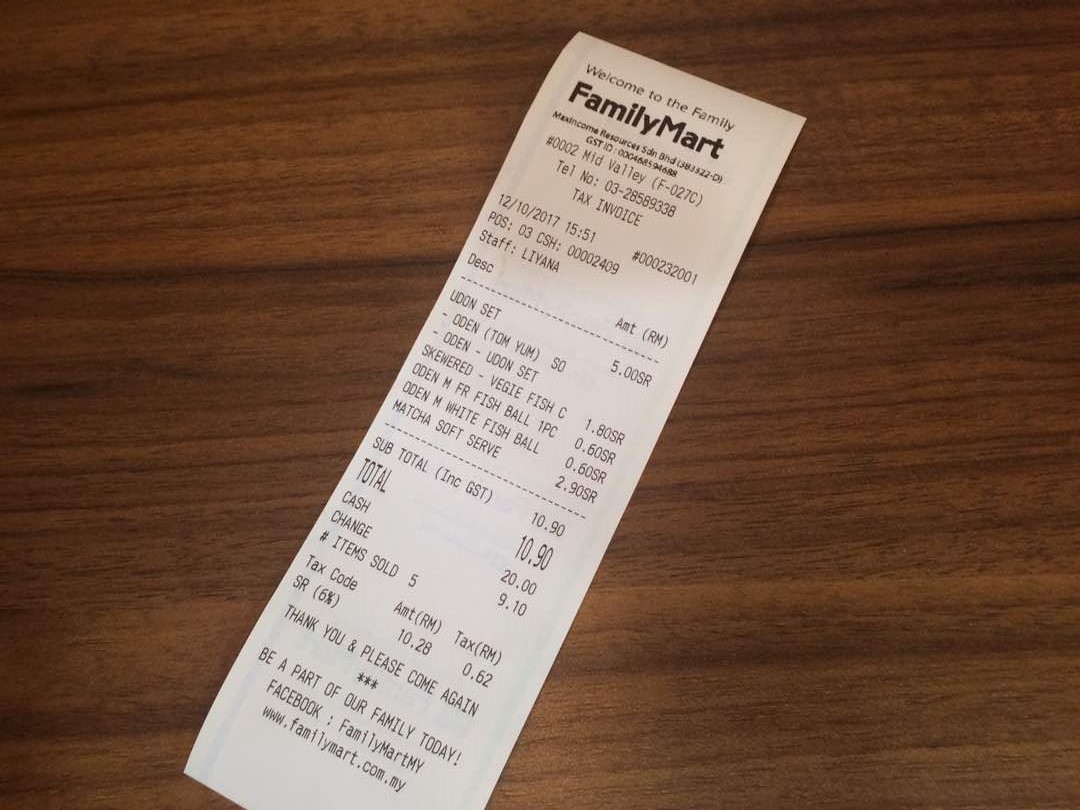 Welcome to the Family
FamilyMart
Maxincome Resources Sdn Bhd (383322-D)
GST ID : 000468594688
#0002 Mid Valley (F-027C)
Tel No: 03-28589338
TAX INVOICE
12/10/2017 15:51 #000232001
POS: 03 CSH: 00002409
Staff: LIYANA
Desc Amt (RM)
UDON SET 5.00SR
- ODEN (TOM YUM) SO
- ODEN - UDON SET
SKEWERED - VEGIE FISH C 1.80SR
ODEN M FR FISH BALL 1PC 0.60SR
ODEN M WHITE FISH BALL 0.60SR
MATCHA SOFT SERVE 2.90SR
SUB TOTAL (Inc GST) 10.90
TOTAL 10.90
CASH 20.00
CHANGE 9.10
# ITEMS SOLD 5
Tax Code Amt(RM) Tax(RM)
SR (6%) 10.28 0.62
THANK YOU & PLEASE COME AGAIN
***
BE A PART OF OUR FAMILY TODAY!
FACEBOOK : FamilyMartMY
www.familymart.com.my